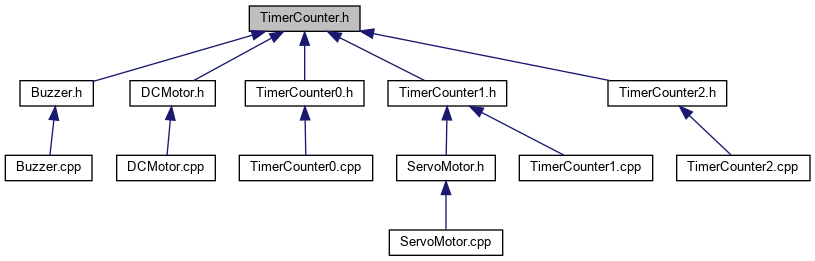 TimerCounter.h
Buzzer.h
DCMotor.h
TimerCounter0.h
TimerCounter1.h
TimerCounter2.h
Buzzer.cpp
DCMotor.cpp
TimerCounter0.cpp
ServoMotor.h
TimerCounter1.cpp
TimerCounter2.cpp
ServoMotor.cpp